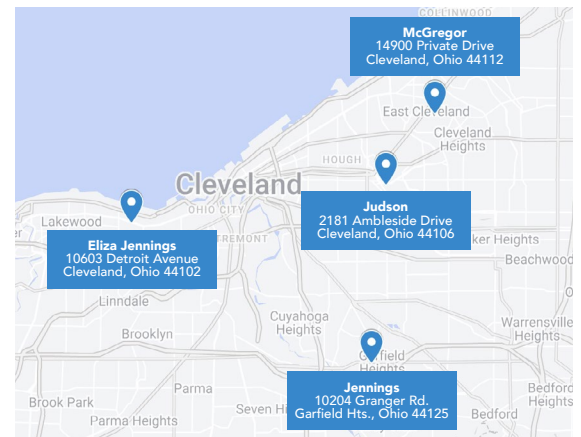 COLLINWOOD
McGregor
14900 Private Drive
Cleveland, Ohio 44112
East Cleveland
Cleveland
Heights
HOUGH
Cleveland
OHIO CITY
Judson
2181 Ambleside Drive
Cleveland, Ohio 44106
Lakewood
Eliza Jennings
10603 Detroit Avenue
Cleveland, Ohio 44102
TREMONT
ker Heights
Beachwood
Linndale
Cuyahoga
Heights
Warrensville
Heights
Brooklyn
Garfield
Heights
Jennings
10204 Granger Rd.
Garfield Hts., Ohio 44125
Parma
Bedford
Heights
Brook Park
Seven Hi
Bedford
Parma Heights